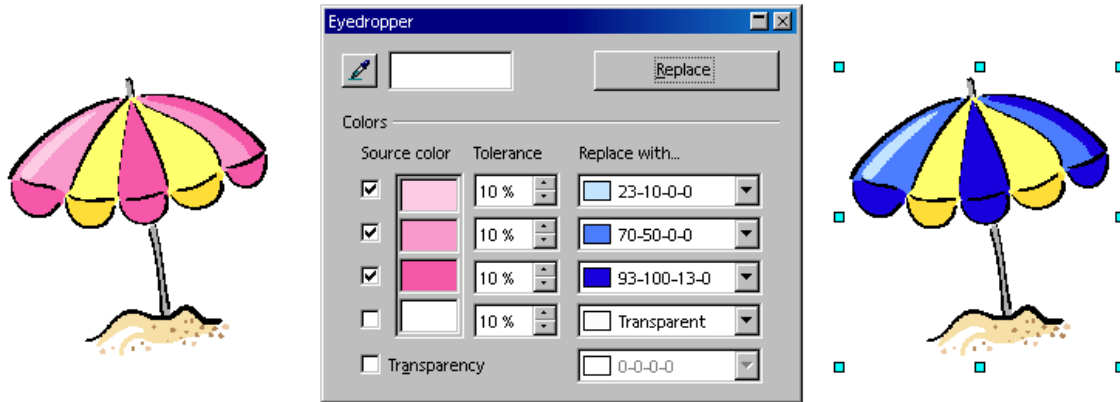 Eyedropper
Replace
Colors
Source color Tolerance Replace with...
10 % 23-10-0-0
10 % 70-50-0-0
10 % 93-100-13-0
10 % Transparent
Transparency 0-0-0-0